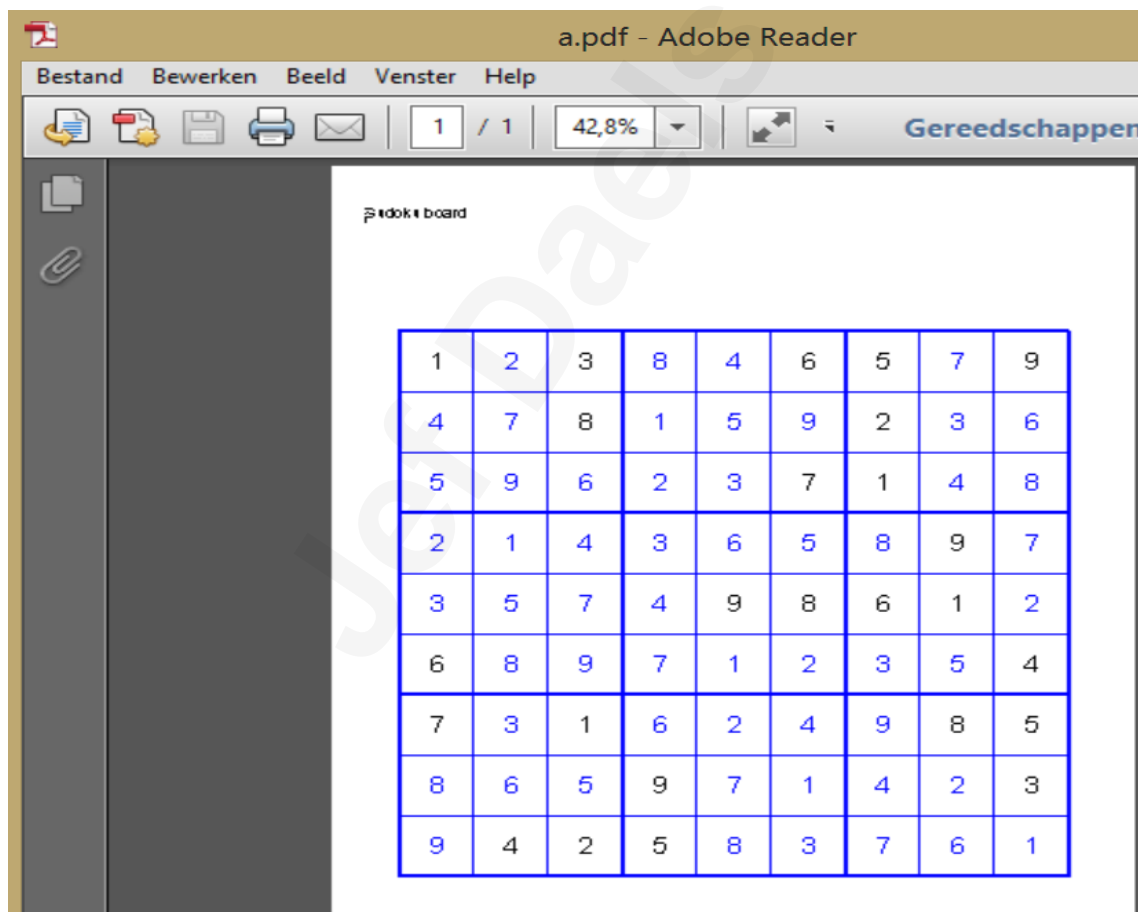 a.pdf - Adobe Reader
Bestand Bewerken Beeld Venster Help
1 / 1 42,8% Gereedschappen
Sudoku board
1 2 3 8 4 6 5 7 9
4 7 8 1 5 9 2 3 6
5 9 6 2 3 7 1 4 8
2 1 4 3 6 5 8 9 7
3 5 7 4 9 8 6 1 2
6 8 9 7 1 2 3 5 4
7 3 1 6 2 4 9 8 5
8 6 5 9 7 1 4 2 3
9 4 2 5 8 3 7 6 1
Jef Daels